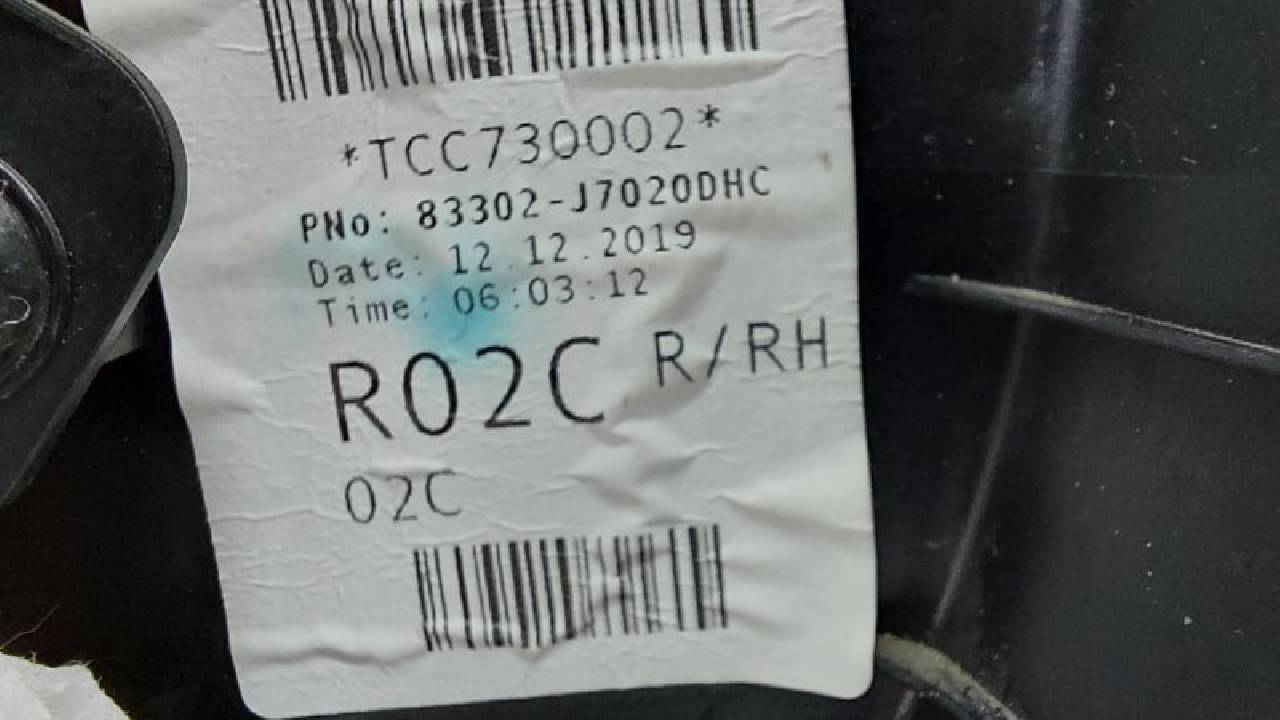 *TCC730002*
PNo: 83302-J7020DHC
Date: 12.12.2019
Time: 06:03:12
R02C R/RH
02C